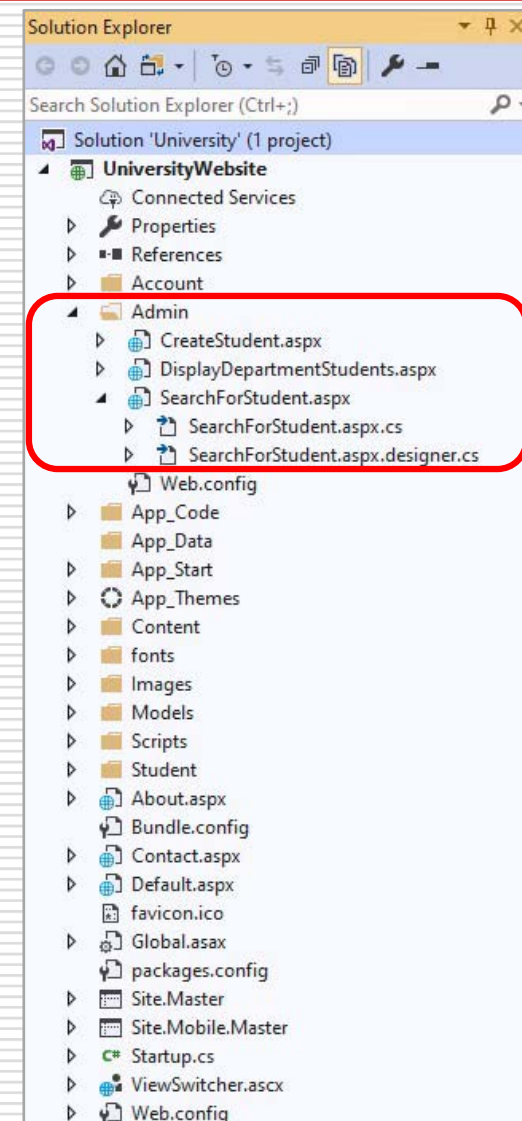 Solution Explorer
Search Solution Explorer (Ctrl+;)
Solution 'University' (1 project)
UniversityWebsite
Connected Services
Properties
References
Account
Admin
CreateStudent.aspx
DisplayDepartmentStudents.aspx
SearchForStudent.aspx
SearchForStudent.aspx.cs
SearchForStudent.aspx.designer.cs
Web.config
App_Code
App_Data
App_Start
App_Themes
Content
fonts
Images
Models
Scripts
Student
About.aspx
Bundle.config
Contact.aspx
Default.aspx
favicon.ico
Global.asax
packages.config
Site.Master
Site.Mobile.Master
C# Startup.cs
ViewSwitcher.ascx
Web.config